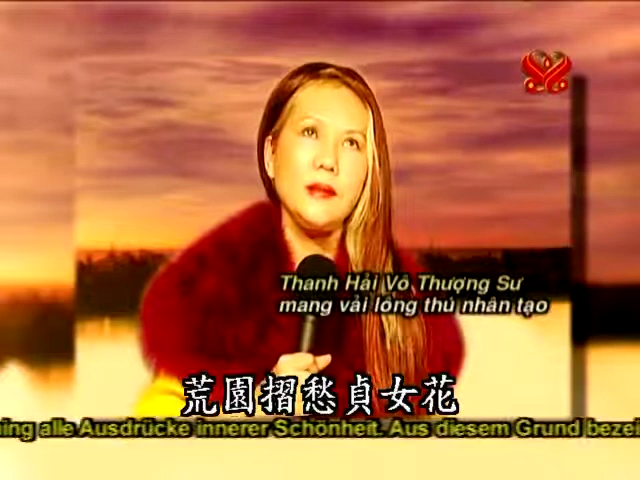 Thanh Hải Vô Thượng Sư
mang vải lông thú nhân tạo
荒園摺愁貞女花
ning alle Ausdrücke innerer Schönheit. Aus diesem Grund bezei